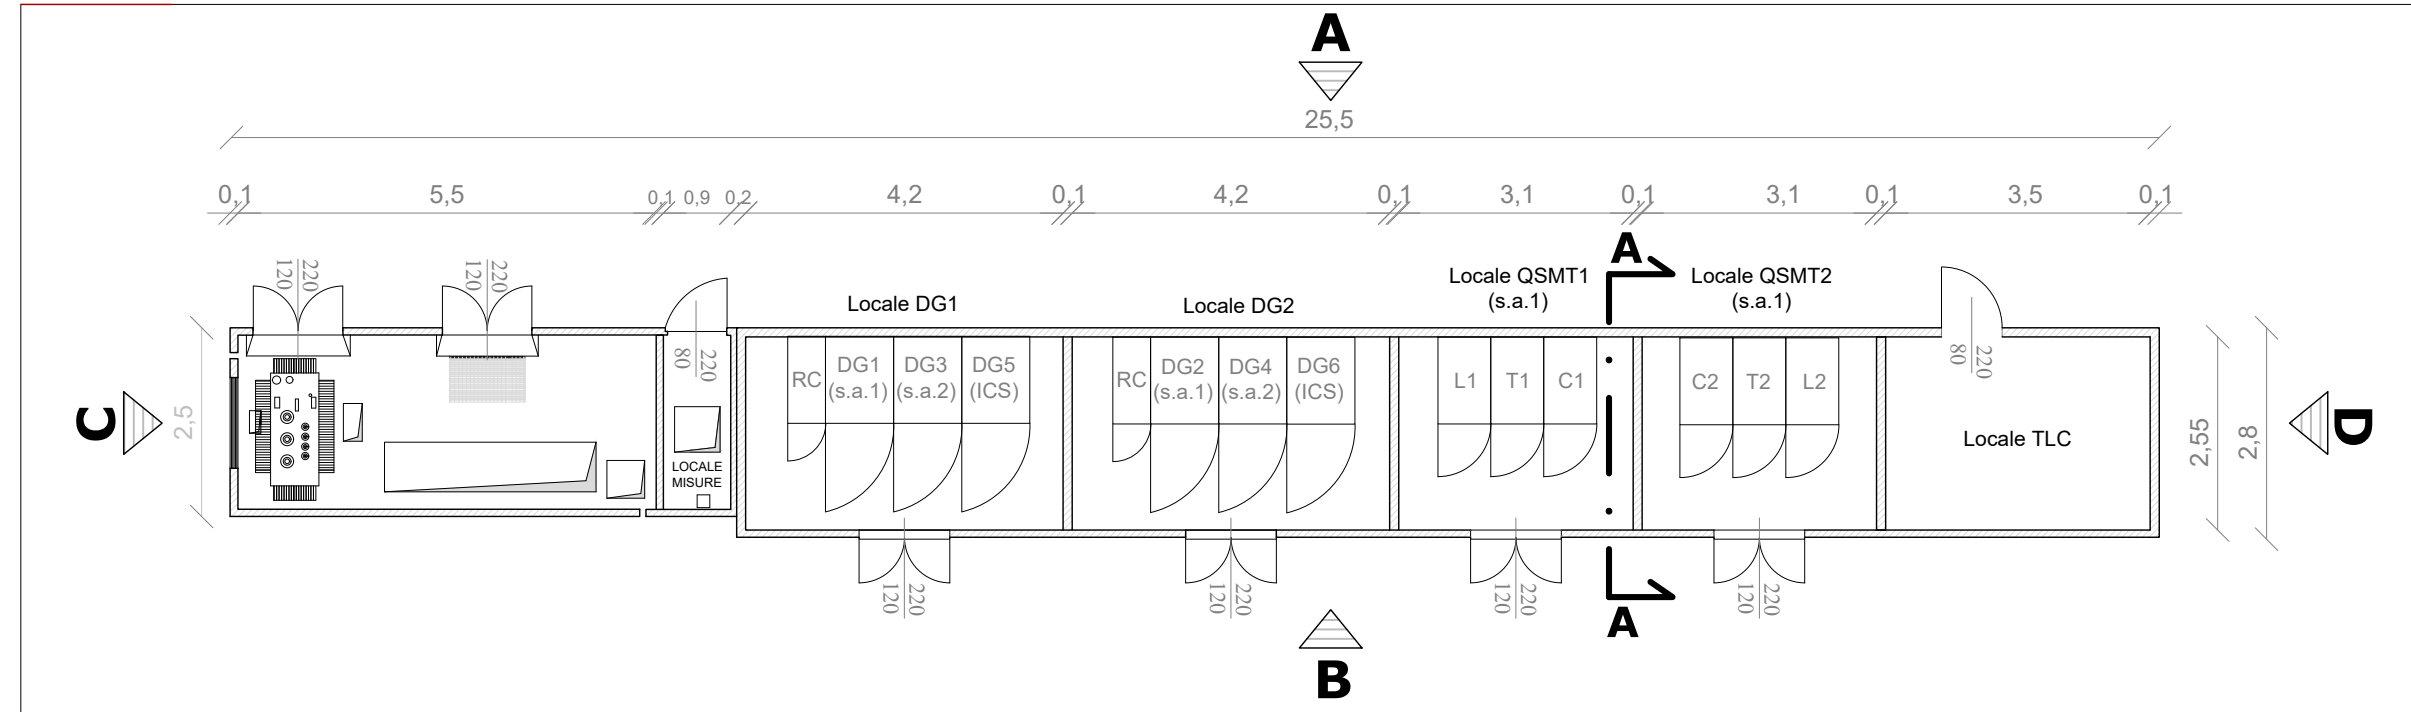 A
25,5
0,1 5,5 0,1 0,9 0,2 4,2 0,1 4,2 0,1 3,1 0,1 3,1 0,1 3,5 0,1
A
120 220
120 220
Locale DG1
Locale DG2
Locale QSMT1
(s.a.1)
Locale QSMT2
(s.a.1)
80 220
80 220
RC
DG1
(s.a.1)
DG3
(s.a.2)
DG5
(ICS)
RC
DG2
(s.a.1)
DG4
(s.a.2)
DG6
(ICS)
L1
T1
C1
C2
T2
L2
C
2,5
LOCALE
MISURE
Locale TLC
2,55
2,8
D
120 220
120 220
120 220
120 220
A
B